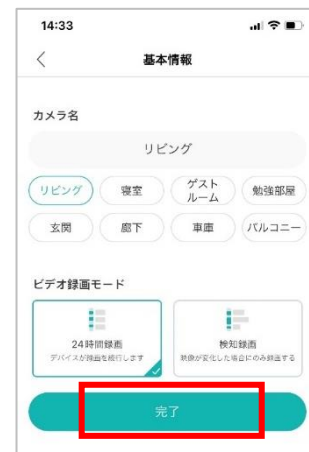 14:33
基本情報
カメラ名
リビング
リビング 寝室 ゲスト 勉強部屋
ルーム
玄関 廊下 車庫 バルコニー
ビデオ録画モード
24時間録画 検知録画
デバイスが録画を続行します 映像が変化した場合にのみ録画する
完了